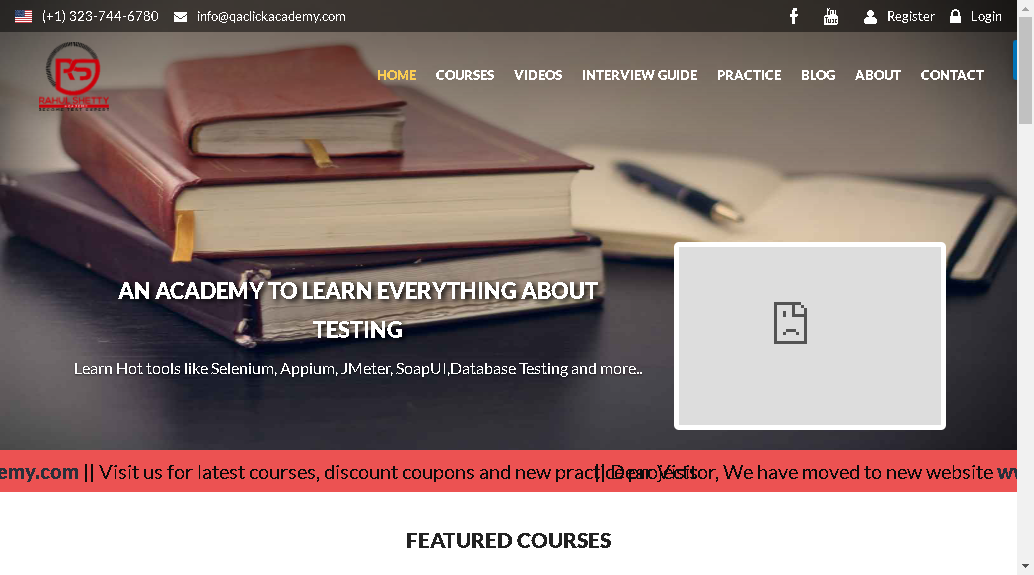 (+1) 323-744-6780 info@qaclickacademy.com Register Login
RS
RAHUL SHETTY
HOME COURSES VIDEOS INTERVIEW GUIDE PRACTICE BLOG ABOUT CONTACT
AN ACADEMY TO LEARN EVERYTHING ABOUT
TESTING
Learn Hot tools like Selenium, Appium, JMeter, SoapUI,Database Testing and more..
emy.com || Visit us for latest courses, discount coupons and new practice projects || Dear Visitor, We have moved to new website ww
FEATURED COURSES